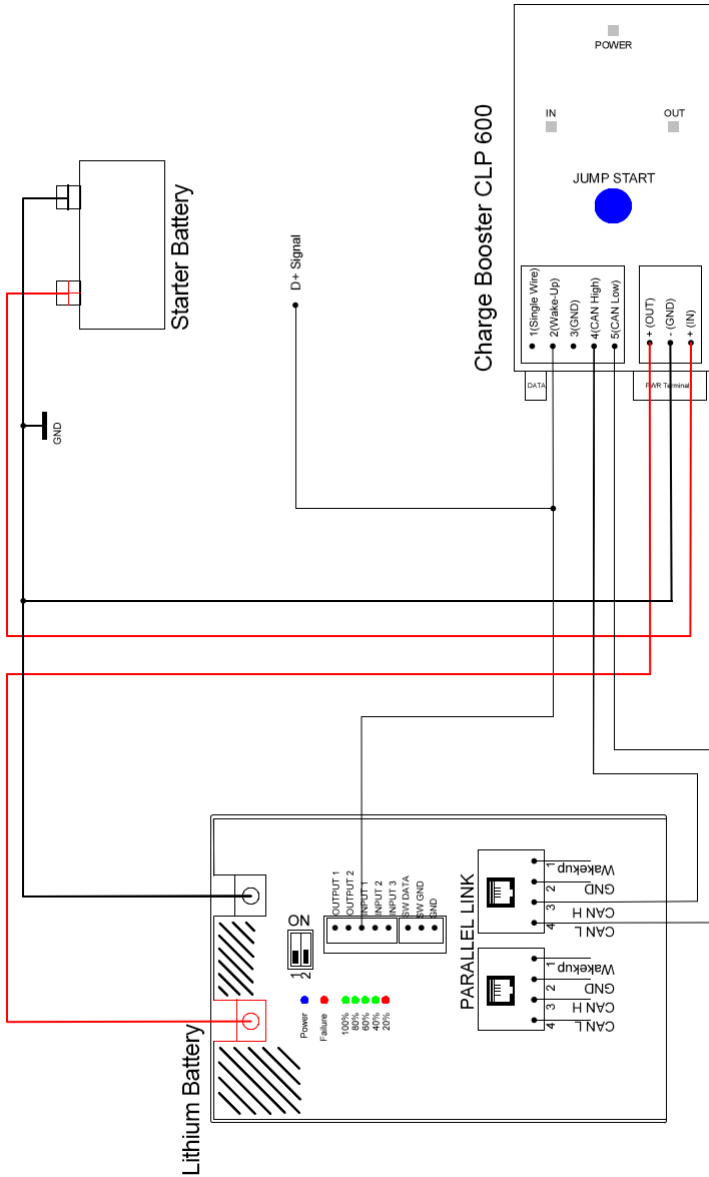 POWER
IN
OUT
JUMP START
Charge Booster CLP 600
1(Single Wire)
2(Wake-Up)
3(GND)
4(CAN High)
5(CAN Low)
+ (OUT)
- (GND)
+ (IN)
DATA
PWR Terminal
Starter Battery
D+ Signal
GND
Lithium Battery
ON
1
2
OUTPUT 1
OUTPUT 2
INPUT 1
INPUT 2
INPUT 3
SW DATA
SW GND
GND
Power
Failure
100%
80%
60%
40%
20%
PARALLEL LINK
1 Wakeup
2 GND
3 CAN H
4 CAN L
1 Wakeup
2 GND
3 CAN H
4 CAN L